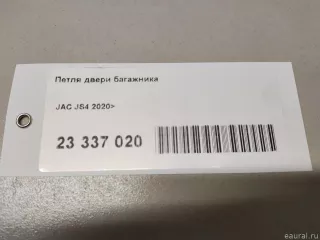 Петля двери багажника
JAC JS4 2020>
23 337 020
eaural.ru